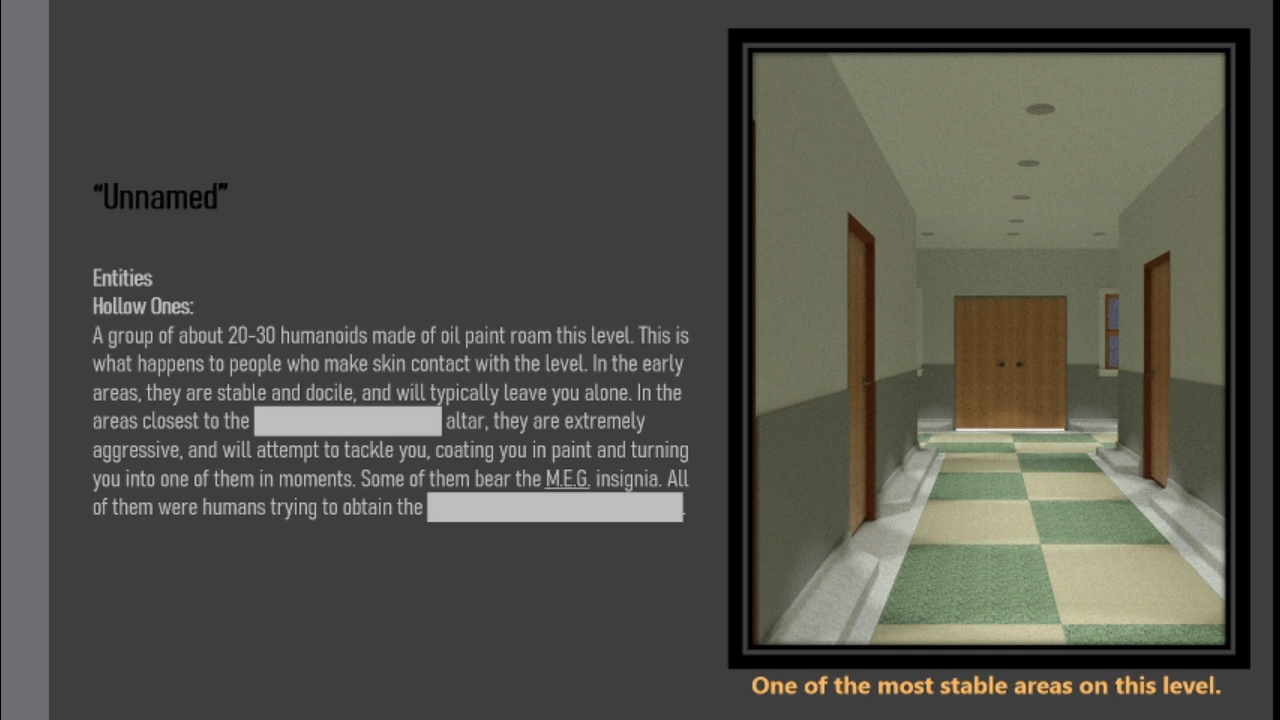 “Unnamed”
Entities
Hollow Ones:
A group of about 20-30 humanoids made of oil paint roam this level. This is
what happens to people who make skin contact with the level. In the early
areas, they are stable and docile, and will typically leave you alone. In the
areas closest to the altar, they are extremely
aggressive, and will attempt to tackle you, coating you in paint and turning
you into one of them in moments. Some of them bear the M.E.G. insignia. All
of them were humans trying to obtain the .
One of the most stable areas on this level.